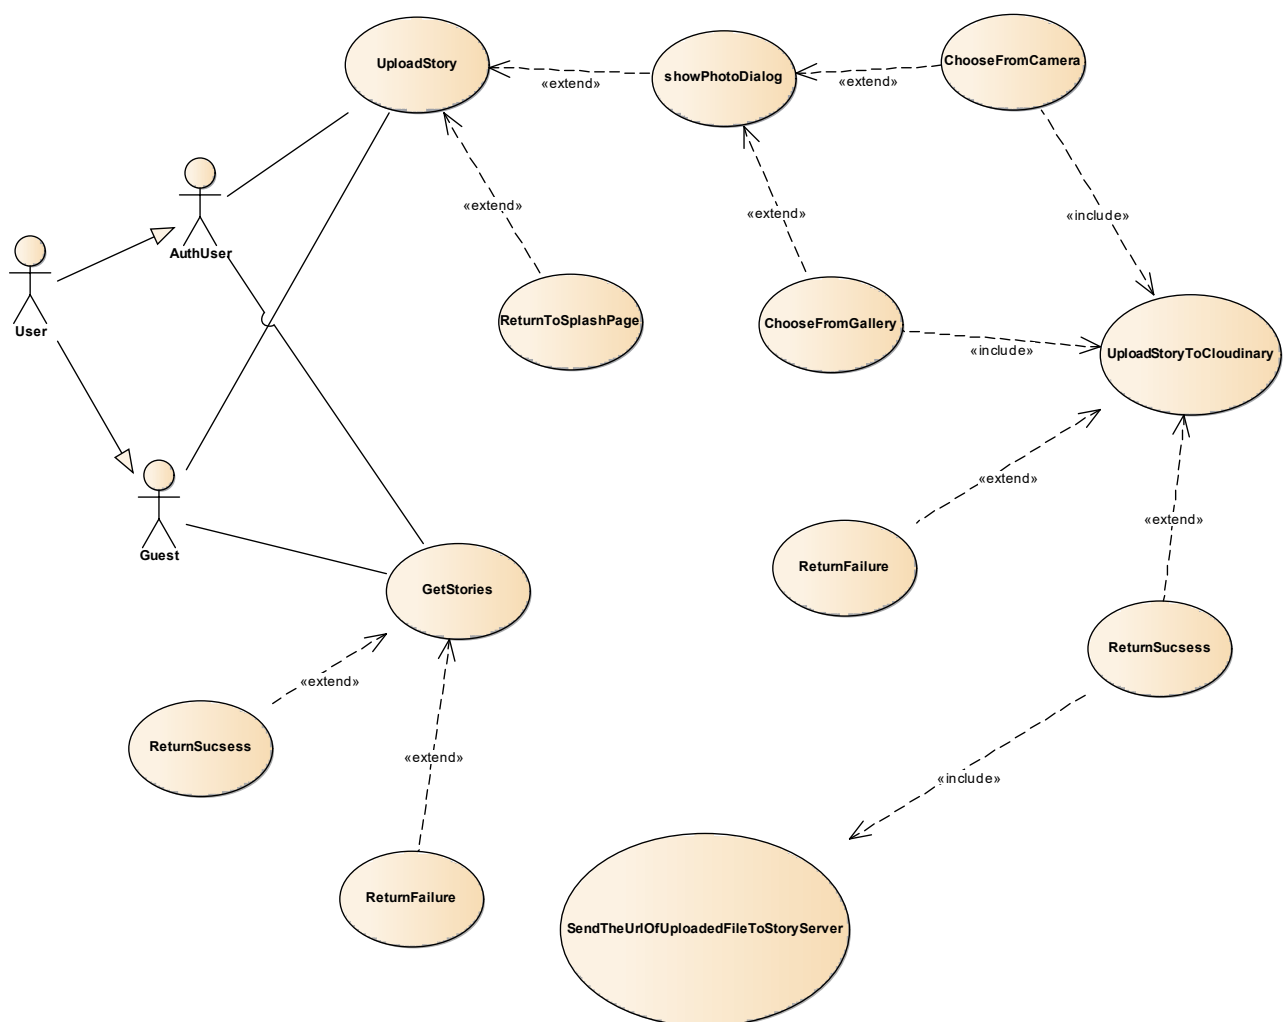 UploadStory
«extend»
showPhotoDialog
«extend»
ChooseFromCamera
AuthUser
User
«extend»
«extend»
«include»
ReturnToSplashPage
ChooseFromGallery
«include»
UploadStoryToCloudinary
Guest
GetStories
«extend»
«extend»
ReturnFailure
ReturnSucsess
«extend»
ReturnSucsess
«extend»
«include»
ReturnFailure
SendTheUrlOfUploadedFileToStoryServer